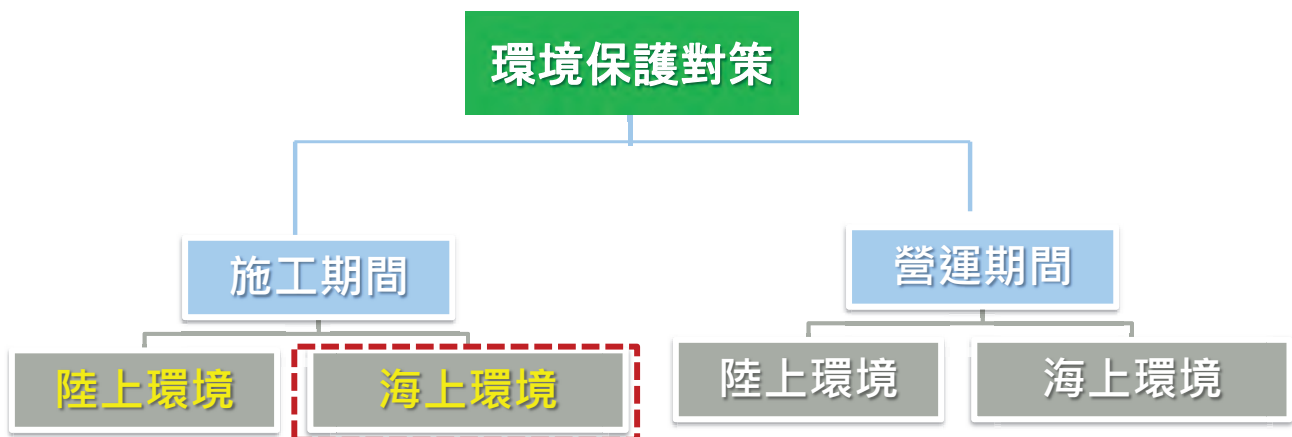 環境保護對策
施工期間
營運期間
陸上環境
海上環境
陸上環境
海上環境